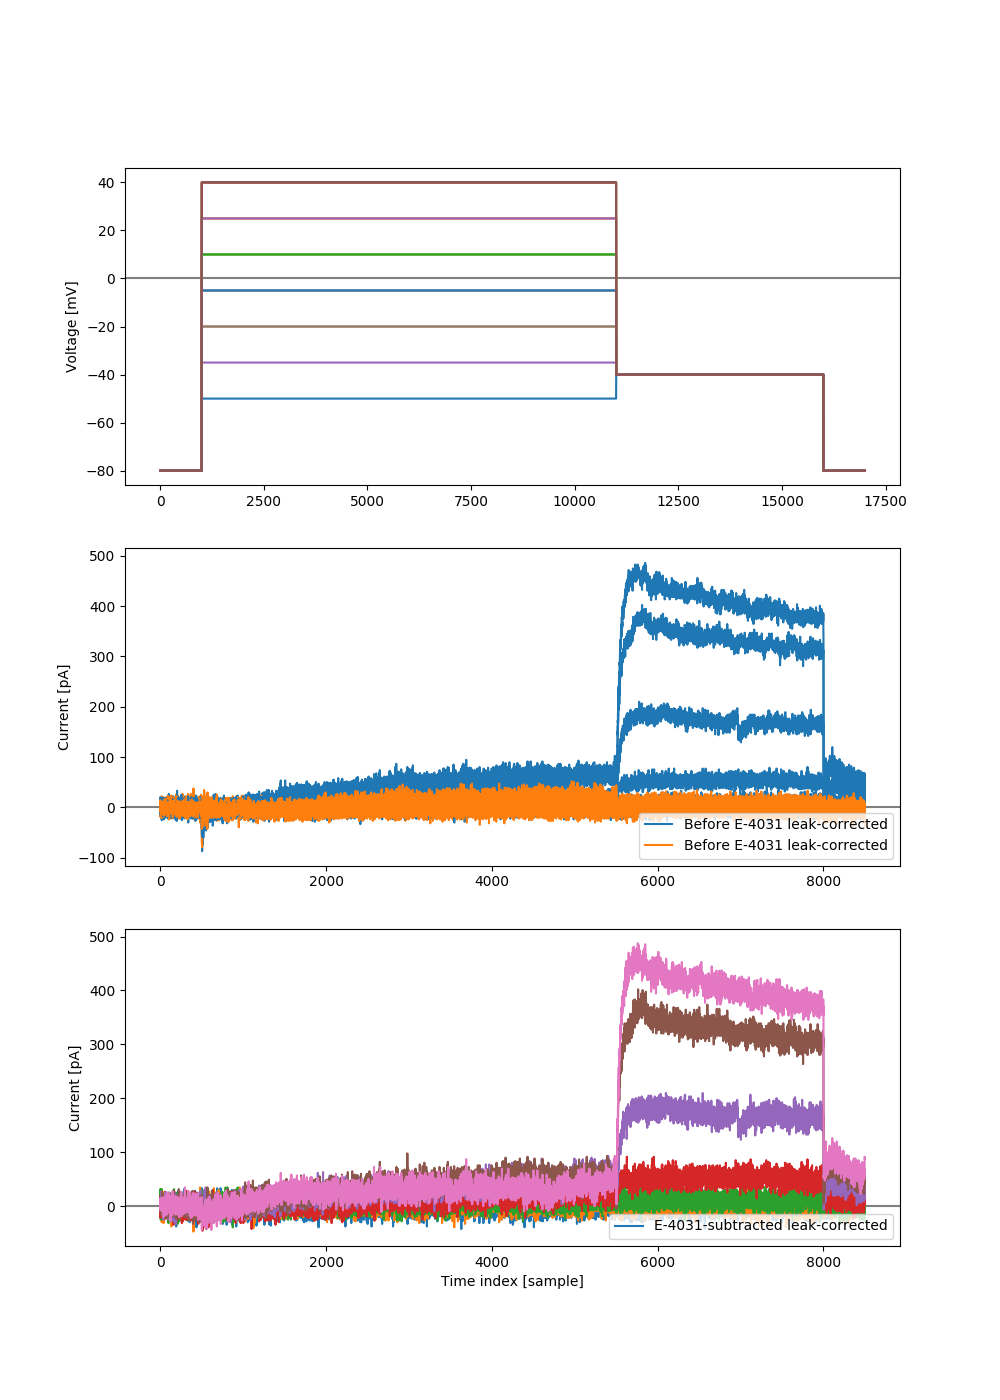 40
20
0
−20
−40
−60
−80
Voltage [mV]
0 2500 5000 7500 10000 12500 15000 17500
500
400
300
200
100
0
−100
Current [pA]
Before E-4031 leak-corrected
Before E-4031 leak-corrected
0 2000 4000 6000 8000
500
400
300
200
100
0
Current [pA]
E-4031-subtracted leak-corrected
0 2000 4000 6000 8000
Time index [sample]